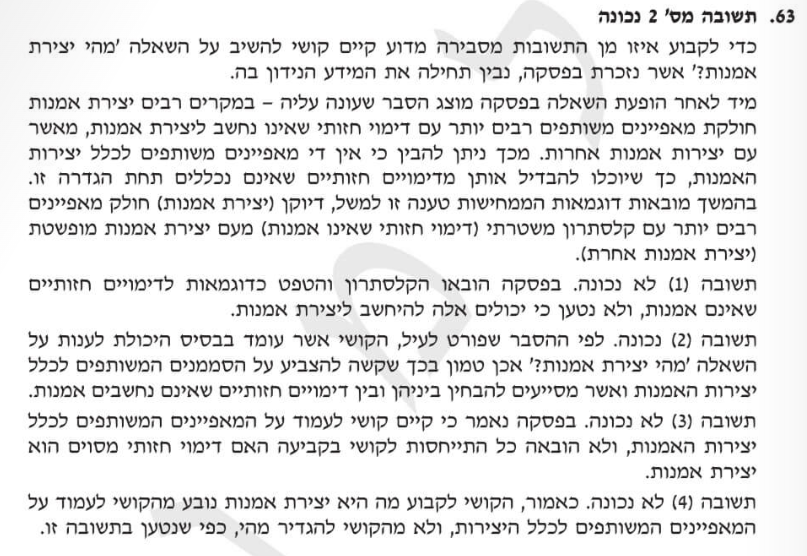 63. תשובה מס' 2 נכונה
כדי לקבוע איזו מן התשובות מסבירה מדוע קיים קושי להשיב על השאלה 'מהי יצירת
אמנות?' אשר נזכרת בפסקה, נבין תחילה את המידע הנידון בה.
מיד לאחר הופעת השאלה בפסקה מוצג הסבר שעונה עליה – במקרים רבים יצירת אמנות
חולקת מאפיינים משותפים רבים יותר עם דימוי חזותי שאינו נחשב ליצירת אמנות, מאשר
עם יצירות אמנות אחרות. מכך ניתן להבין כי אין די מאפיינים משותפים לכלל יצירות
האמנות, כך שיוכלו להבדיל אותן מדימויים חזותיים שאינם נכללים תחת הגדרה זו.
בהמשך מובאות דוגמאות הממחישות טענה זו למשל, דיוקן (יצירת אמנות) חולק מאפיינים
רבים יותר עם קלסתרון משטרתי (דימוי חזותי שאינו אמנות) מעם יצירת אמנות מופשטת
(יצירת אמנות אחרת).
תשובה (1) לא נכונה. בפסקה הובאו הקלסתרון והטפט כדוגמאות לדימויים חזותיים
שאינם אמנות, ולא נטען כי יכולים אלה להיחשב ליצירת אמנות.
תשובה (2) נכונה. לפי ההסבר שפורט לעיל, הקושי אשר עומד בבסיס היכולת לענות על
השאלה 'מהי יצירת אמנות?' אכן טמון בכך שקשה להצביע על הסממנים המשותפים לכלל
יצירות האמנות ואשר מסייעים להבחין ביניהן ובין דימויים חזותיים שאינם נחשבים אמנות.
תשובה (3) לא נכונה. בפסקה נאמר כי קיים קושי לעמוד על המאפיינים המשותפים לכלל
יצירות האמנות, ולא הובאה כל התייחסות לקושי בקביעה האם דימוי חזותי מסוים הוא
יצירת אמנות.
תשובה (4) לא נכונה. כאמור, הקושי לקבוע מה היא יצירת אמנות נובע מהקושי לעמוד על
המאפיינים המשותפים לכלל היצירות, ולא מהקושי להגדיר מהי, כפי שנטען בתשובה זו.